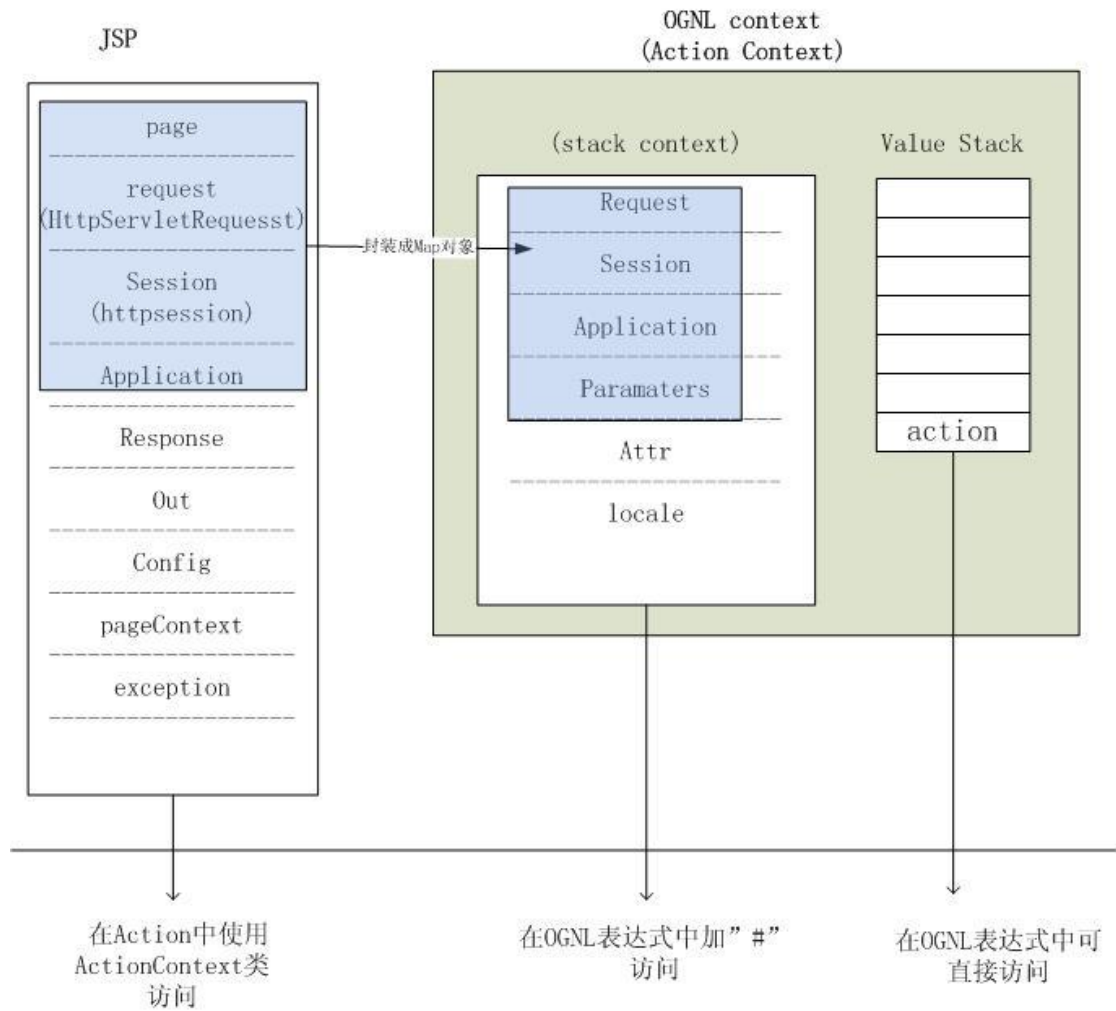 JSP
page
request
(HttpServletRequesst)
Session
(httpsession)
Application
Response
Out
Config
pageContext
exception
封装成Map对象
OGNL context
(Action Context)
(stack context)
Request
Session
Application
Paramaters
Attr
locale
Value Stack
action
在Action中使用
ActionContext类
访问
在OGNL表达式中加”#”
访问
在OGNL表达式中可
直接访问